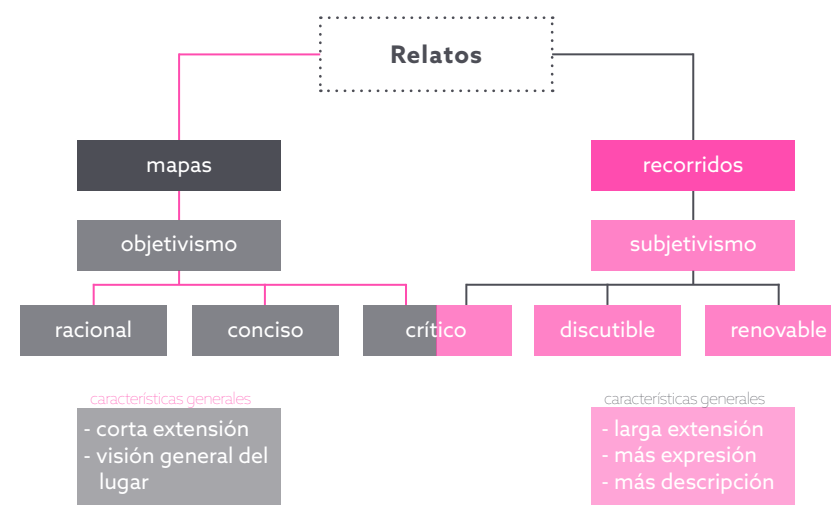 Relatos
mapas
recorridos
objetivismo
subjetivismo
racional
conciso
crítico
discutible
renovable
características generales
- corta extensión
- visión general del
lugar
características generales
- larga extensión
- más expresión
- más descripción